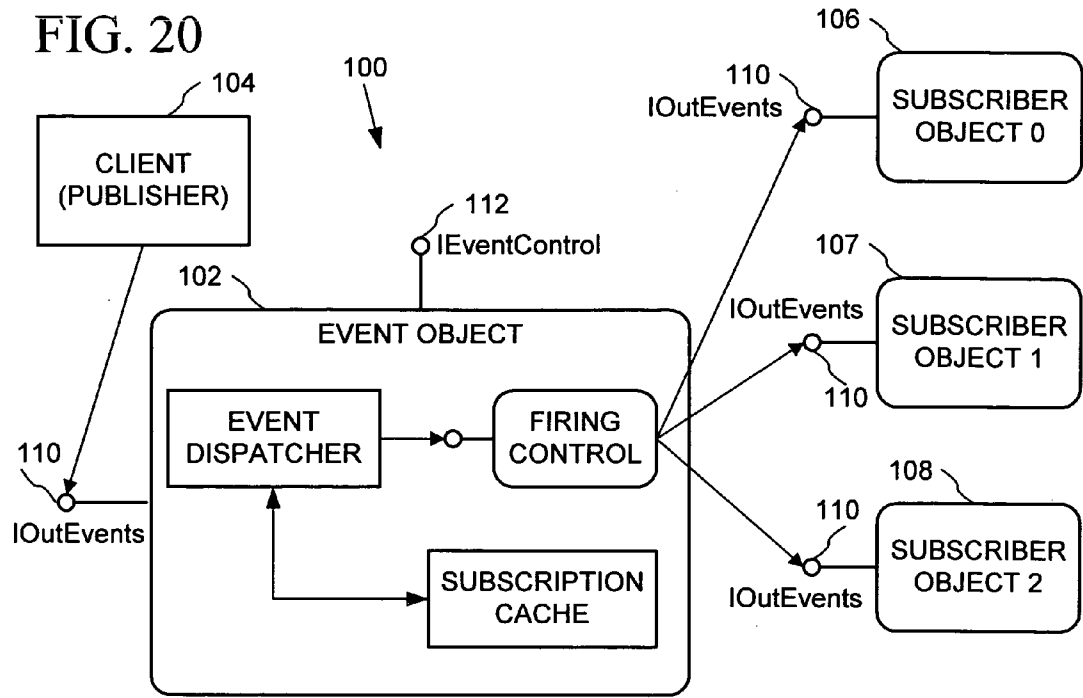 FIG. 20
100
104
CLIENT
(PUBLISHER)
112
IEventControl
102
EVENT OBJECT
EVENT
DISPATCHER
FIRING
CONTROL
SUBSCRIPTION
CACHE
110
IOutEvents
106
110
IOutEvents
SUBSCRIBER
OBJECT 0
107
IOutEvents
110
SUBSCRIBER
OBJECT 1
108
110
IOutEvents
SUBSCRIBER
OBJECT 2